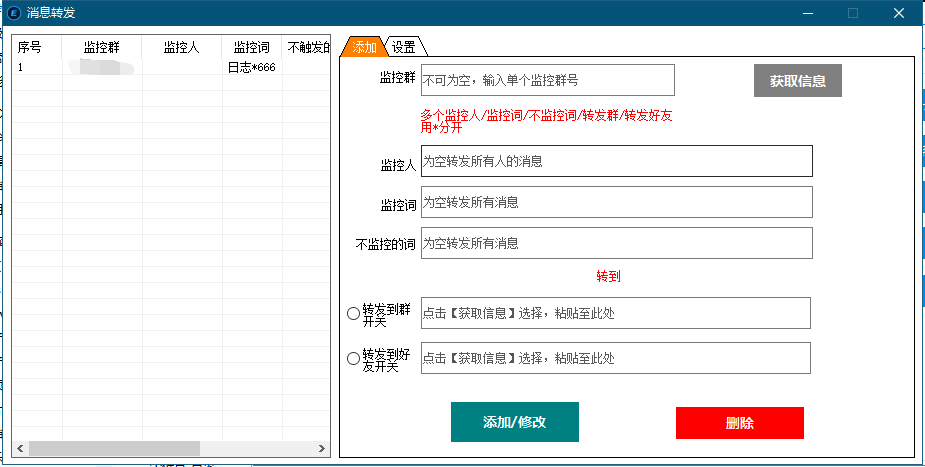 消息转发
序号 监控群 监控人 监控词 不触发的
1 日志*666
添加 设置
监控群 不可为空，输入单个监控群号 获取信息
多个监控人/监控词/不监控词/转发群/转发好友
用*分开
监控人 为空转发所有人的消息
监控词 为空转发所有消息
不监控的词 为空转发所有消息
转到
转发到群
开关
点击【获取信息】选择，粘贴至此处
转发到好
友开关
点击【获取信息】选择，粘贴至此处
添加/修改 删除